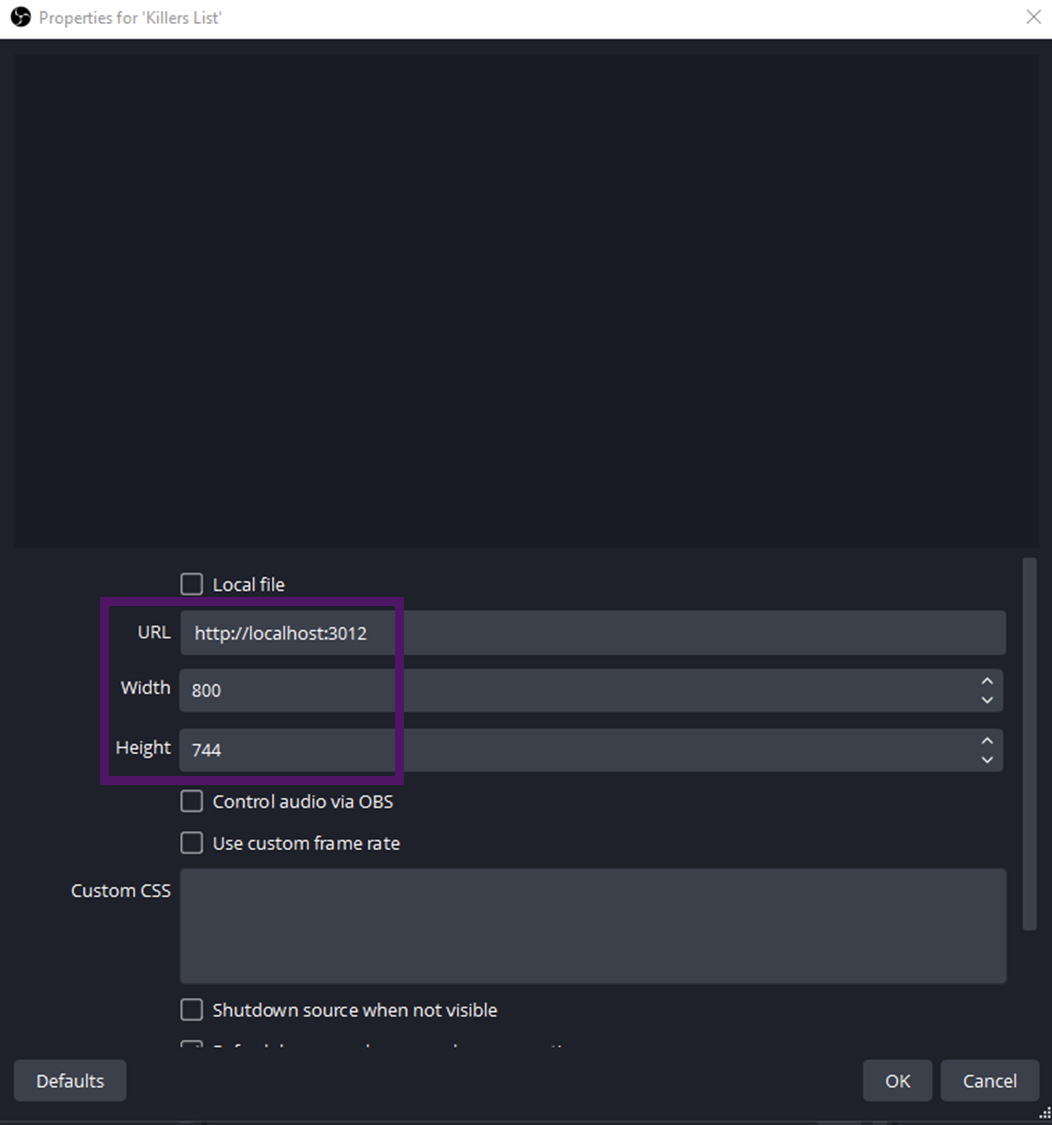 Properties for 'Killers List'
Local file
URL http://localhost:3012
Width 800
Height 744
Control audio via OBS
Use custom frame rate
Custom CSS
Shutdown source when not visible
Defaults OK Cancel